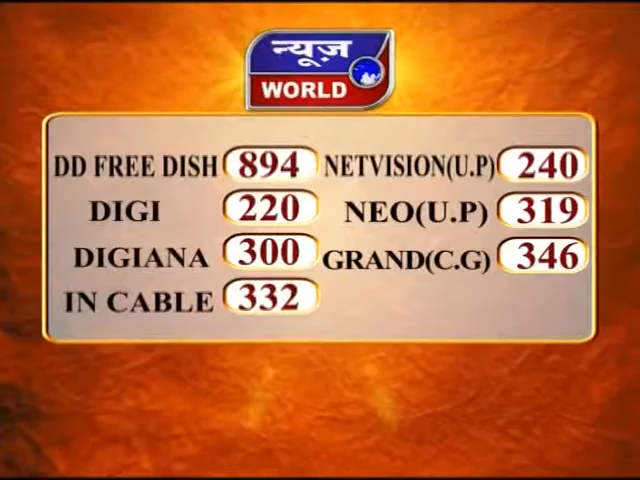 न्यूज़
WORLD
DD FREE DISH 894 NETVISION(U.P) 240
DIGI 220 NEO(U.P) 319
DIGIANA 300 GRAND(C.G) 346
IN CABLE 332